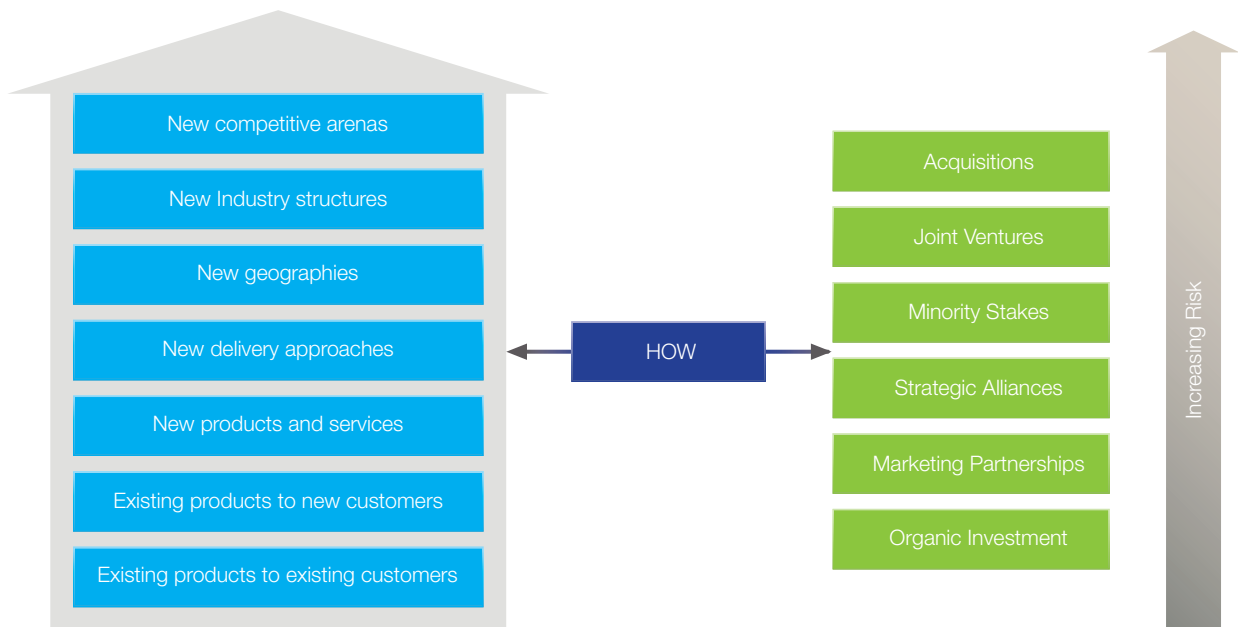 New competitive arenas
New Industry structures
New geographies
New delivery approaches
New products and services
Existing products to new customers
Existing products to existing customers
HOW
Acquisitions
Joint Ventures
Minority Stakes
Strategic Alliances
Marketing Partnerships
Organic Investment
Increasing Risk